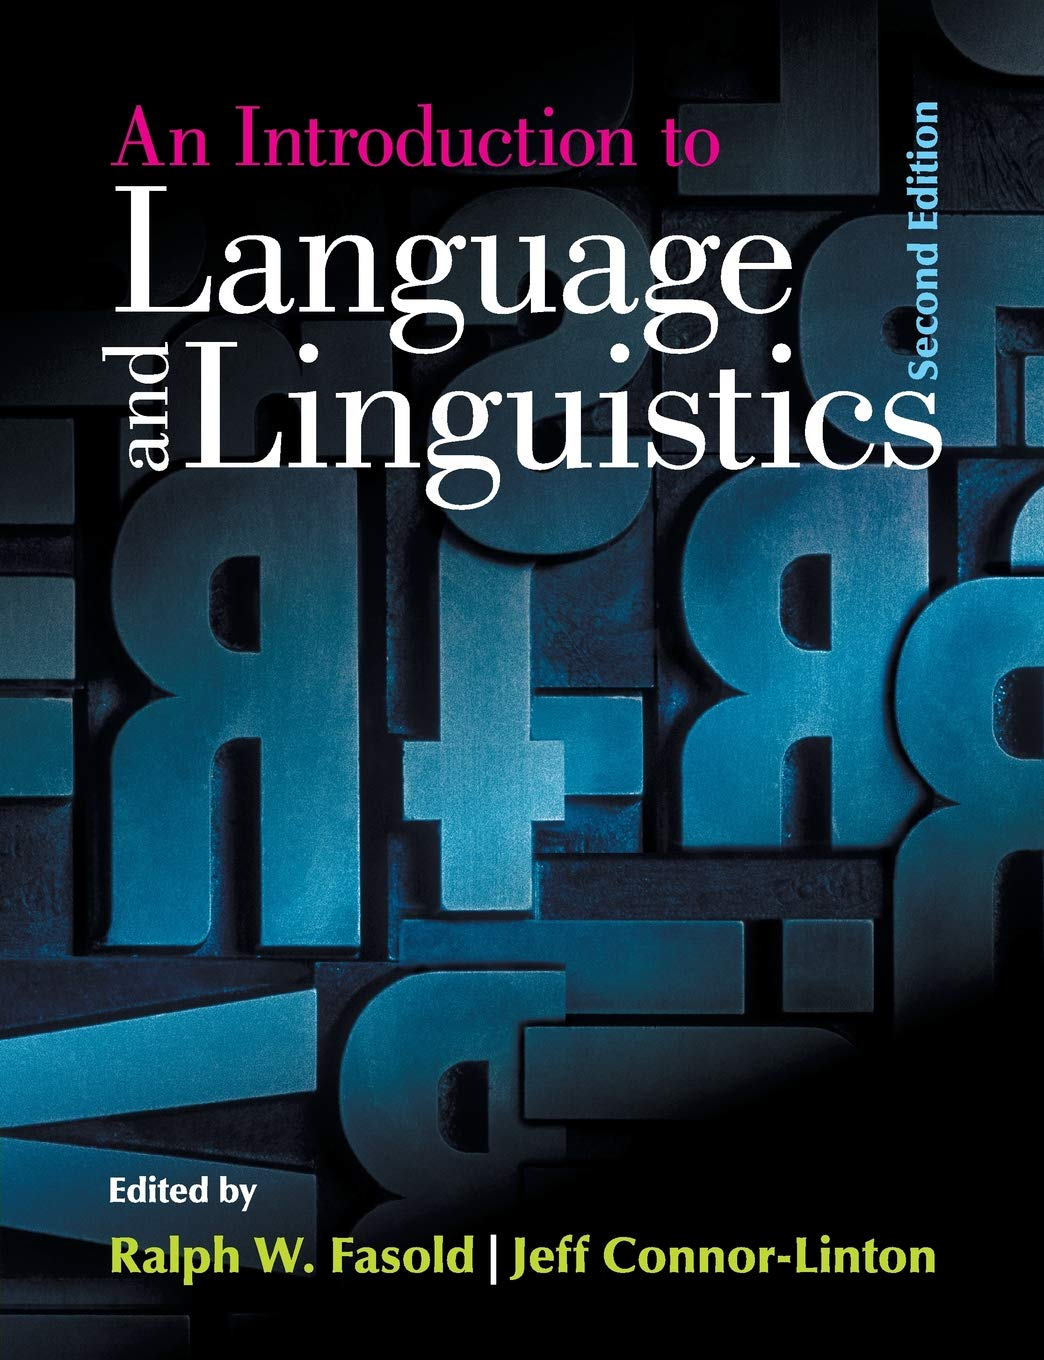 An Introduction to
Language
and Linguistics
Second Edition
Edited by
Ralph W. Fasold | Jeff Connor-Linton